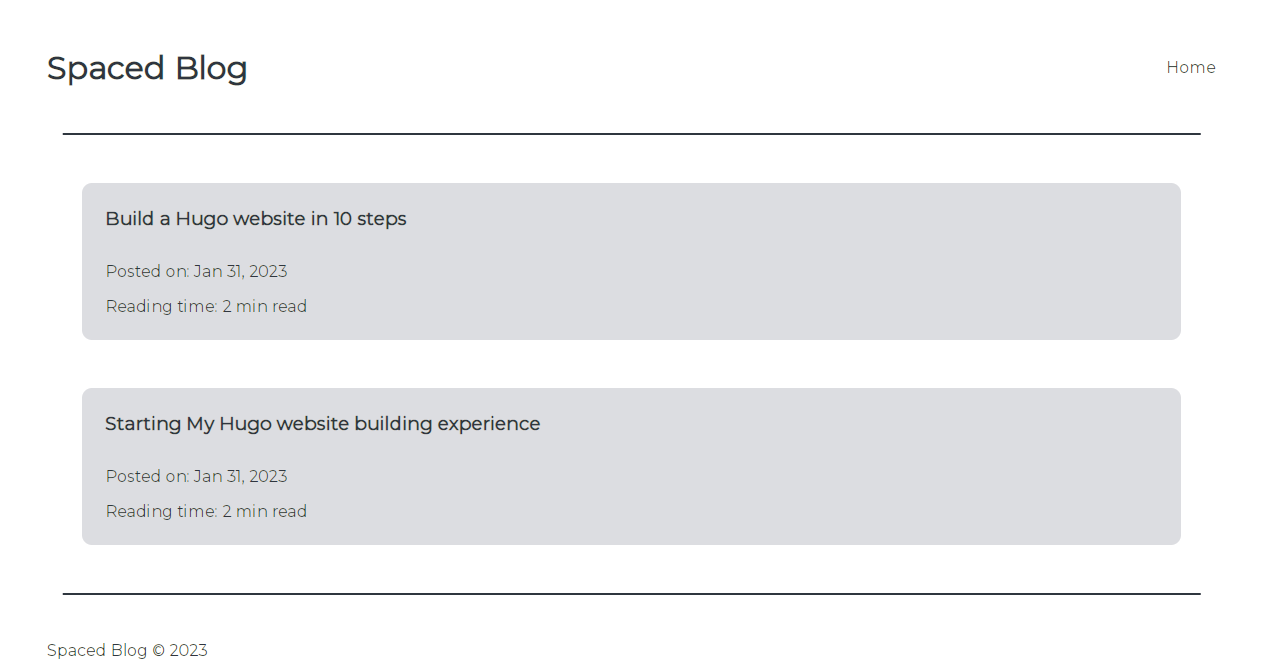 Spaced Blog
Home
Build a Hugo website in 10 steps
Posted on: Jan 31, 2023
Reading time: 2 min read
Starting My Hugo website building experience
Posted on: Jan 31, 2023
Reading time: 2 min read
Spaced Blog © 2023